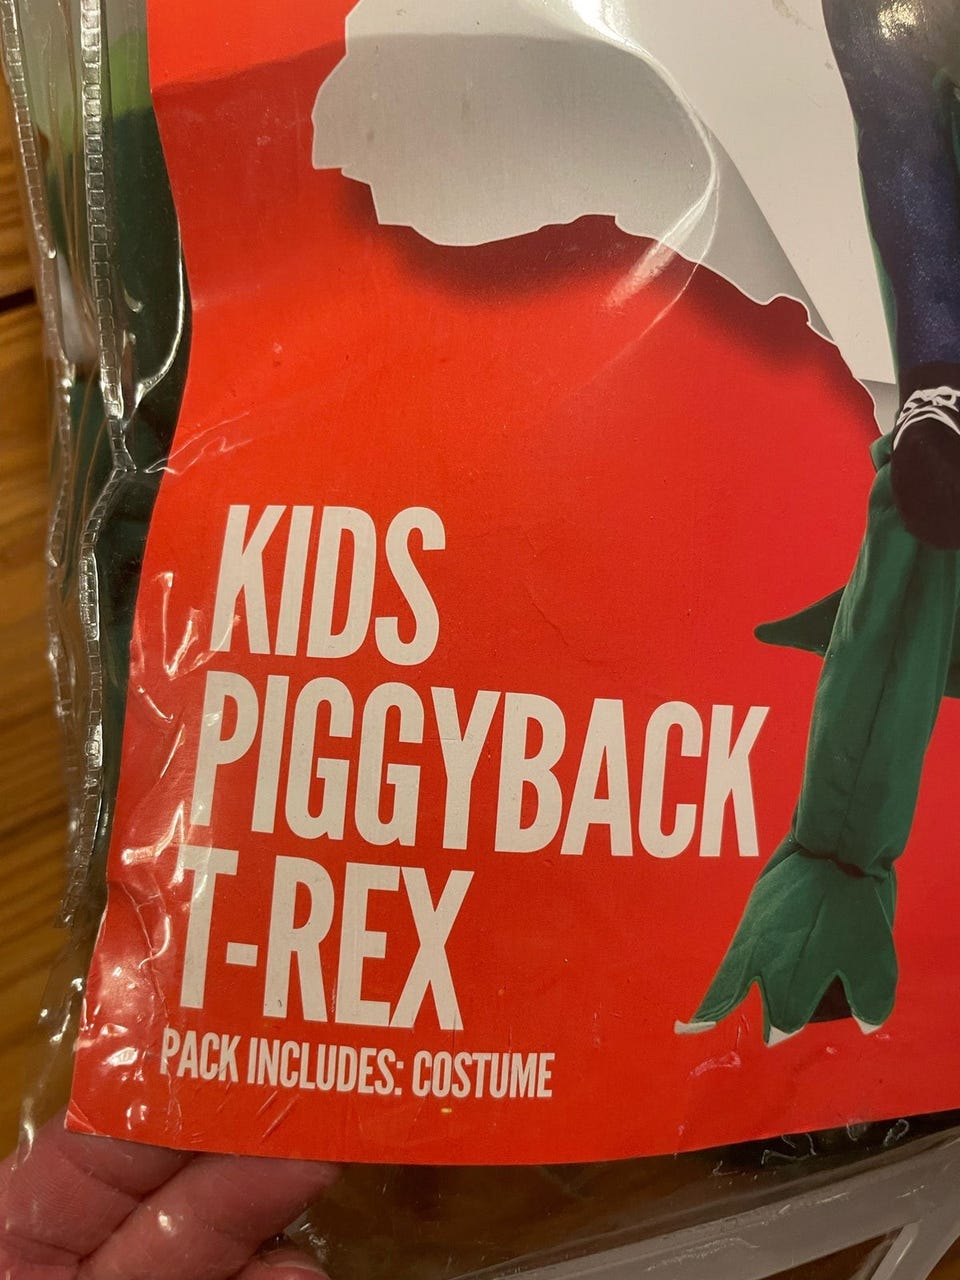 KIDS
PIGGYBACK
T-REX
PACK INCLUDES: COSTUME